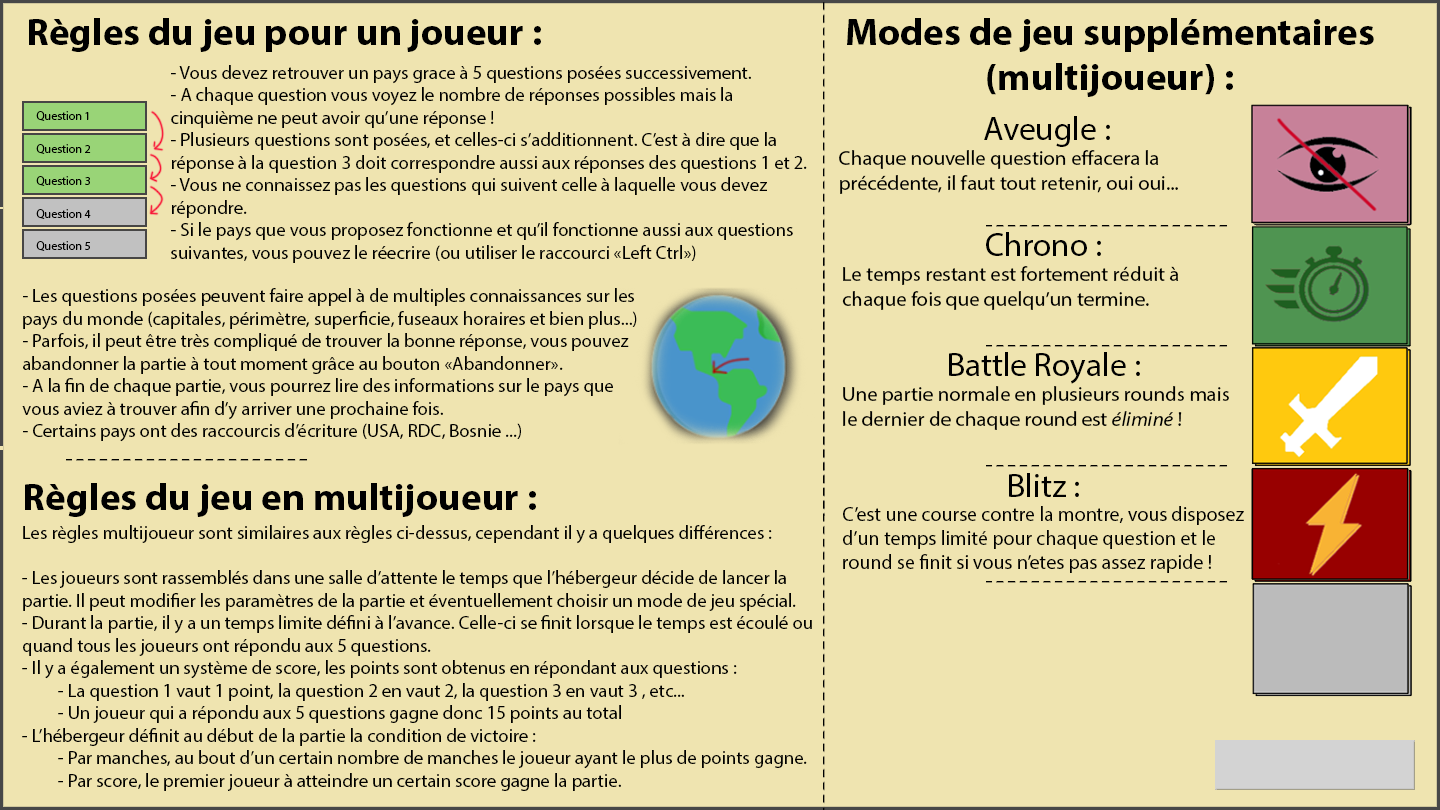 Règles du jeu pour un joueur :
- Vous devez retrouver un pays grace à 5 questions posées successivement.
- A chaque question vous voyez le nombre de réponses possibles mais la
cinquième ne peut avoir qu'une réponse !
- Plusieurs questions sont posées, et celles-ci s'additionnent. C'est à dire que la
réponse à la question 3 doit correspondre aussi aux réponses des questions 1 et 2.
- Vous ne connaissez pas les questions qui suivent celle à laquelle vous devez
répondre.
- Si le pays que vous proposez fonctionne et qu'il fonctionne aussi aux questions
suivantes, vous pouvez le réecrire (ou utiliser le raccourci «Left Ctrl»)
Question 1
Question 2
Question 3
Question 4
Question 5
- Les questions posées peuvent faire appel à de multiples connaissances sur les
pays du monde (capitales, périmètre, superficie, fuseaux horaires et bien plus...)
- Parfois, il peut être très compliqué de trouver la bonne réponse, vous pouvez
abandonner la partie à tout moment grâce au bouton «Abandonner».
- A la fin de chaque partie, vous pourrez lire des informations sur le pays que
vous aviez à trouver afin d'y arriver une prochaine fois.
- Certains pays ont des raccourcis d'écriture (USA, RDC, Bosnie ...)
Règles du jeu en multijoueur :
Les règles multijoueur sont similaires aux règles ci-dessus, cependant il y a quelques différences :
- Les joueurs sont rassemblés dans une salle d'attente le temps que l'hébergeur décide de lancer la
partie. Il peut modifier les paramètres de la partie et éventuellement choisir un mode de jeu spécial.
- Durant la partie, il y a un temps limite défini à l'avance. Celle-ci se finit lorsque le temps est écoulé ou
quand tous les joueurs ont répondu aux 5 questions.
- Il y a également un système de score, les points sont obtenus en répondant aux questions :
- La question 1 vaut 1 point, la question 2 en vaut 2, la question 3 en vaut 3 , etc...
- Un joueur qui a répondu aux 5 questions gagne donc 15 points au total
- L'hébergeur définit au début de la partie la condition de victoire :
- Par manches, au bout d'un certain nombre de manches le joueur ayant le plus de points gagne.
- Par score, le premier joueur à atteindre un certain score gagne la partie.
Modes de jeu supplémentaires
(multijoueur) :
Aveugle :
Chaque nouvelle question effacera la
précédente, il faut tout retenir, oui oui...
Chrono :
Le temps restant est fortement réduit à
chaque fois que quelqu'un termine.
Battle Royale :
Une partie normale en plusieurs rounds mais
le dernier de chaque round est éliminé !
Blitz :
C'est une course contre la montre, vous disposez
d'un temps limité pour chaque question et le
round se finit si vous n'etes pas assez rapide !